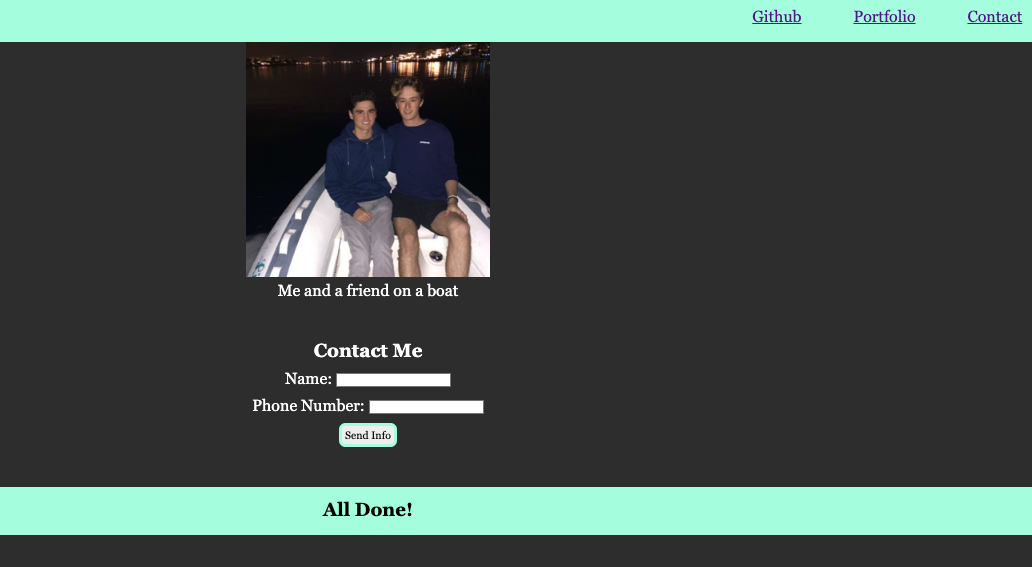 Github Portfolio Contact
Me and a friend on a boat
Contact Me
Name:
Phone Number:
Send Info
All Done!